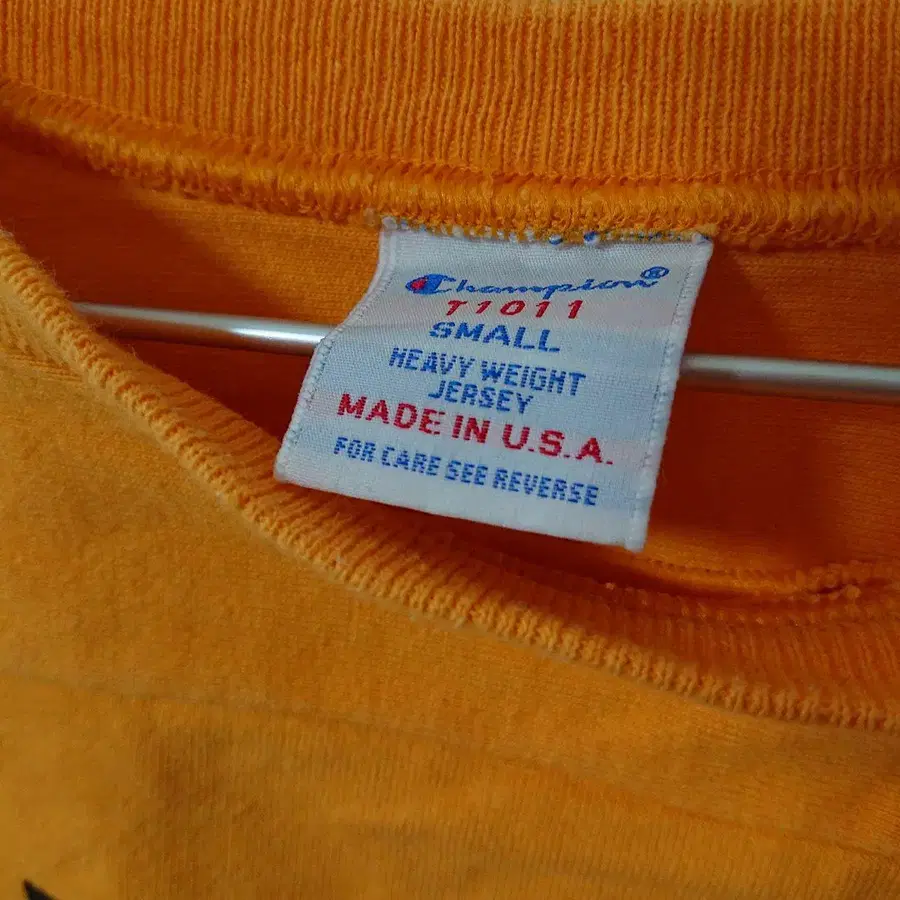 Champion®
T1011
SMALL
HEAVY WEIGHT
JERSEY
MADE IN U.S.A.
FOR CARE SEE REVERSE